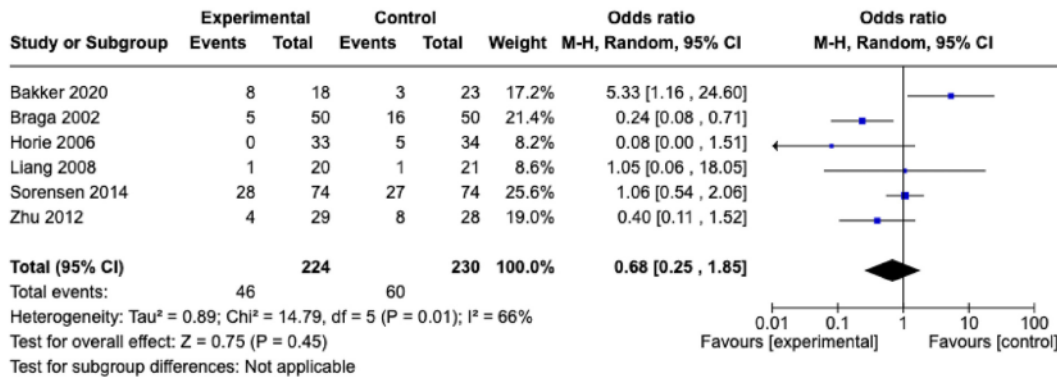 Experimental Control Odds ratio Odds ratio
Study or Subgroup Events Total Events Total Weight M-H, Random, 95% CI M-H, Random, 95% CI
Bakker 2020 8 18 3 23 17.2% 5.33 [1.16 , 24.60]
Braga 2002 5 50 16 50 21.4% 0.24 [0.08 , 0.71]
Horie 2006 0 33 5 34 8.2% 0.08 [0.00 , 1.51]
Liang 2008 1 20 1 21 8.6% 1.05 [0.06 , 18.05]
Sorensen 2014 28 74 27 74 25.6% 1.06 [0.54 , 2.06]
Zhu 2012 4 29 8 28 19.0% 0.40 [0.11 , 1.52]
Total (95% CI) 224 230 100.0% 0.68 [0.25 , 1.85]
Total events: 46 60
Heterogeneity: Tau² = 0.89; Chi² = 14.79, df = 5 (P = 0.01); I² = 66%
0.01 0.1 1 10 100
Test for overall effect: Z = 0.75 (P = 0.45)
Favours [experimental] Favours [control]
Test for subgroup differences: Not applicable